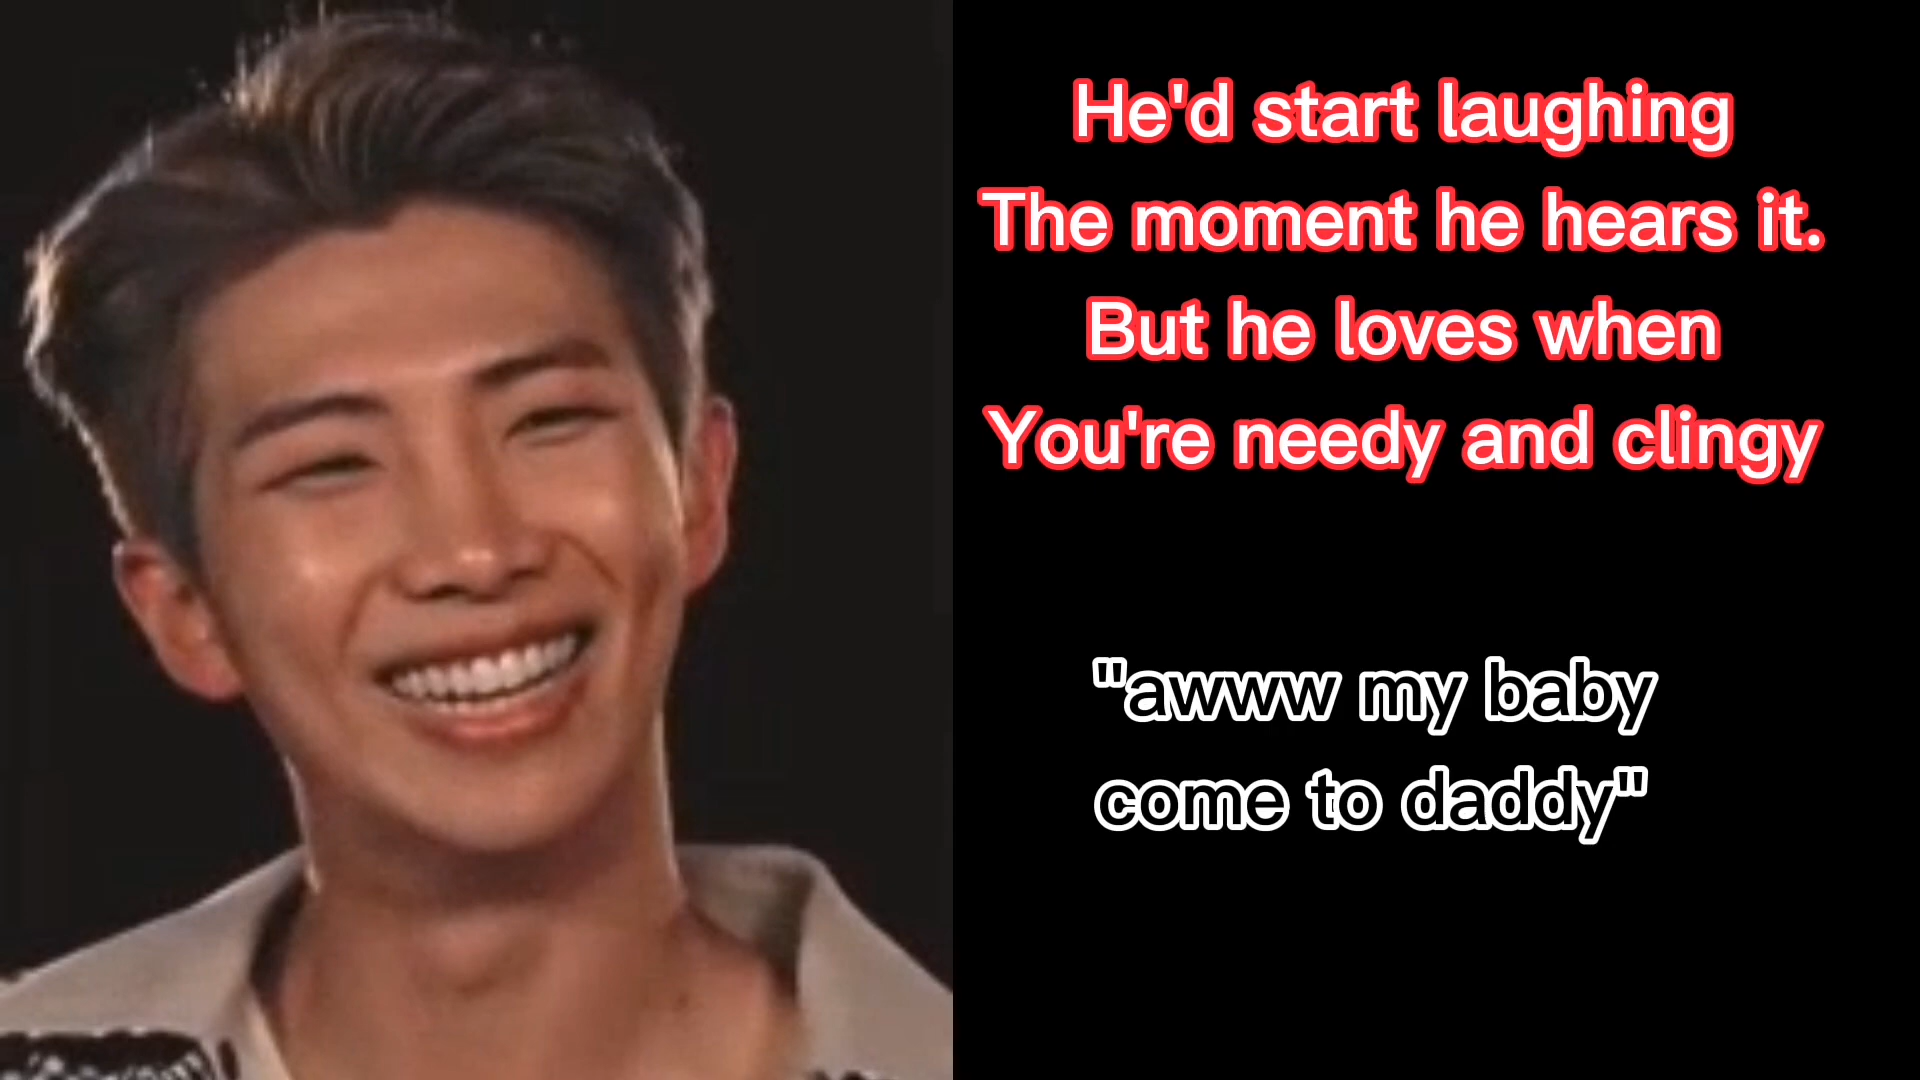 He'd start laughing
The moment he hears it.
But he loves when
You're needy and clingy
"awww my baby
come to daddy"